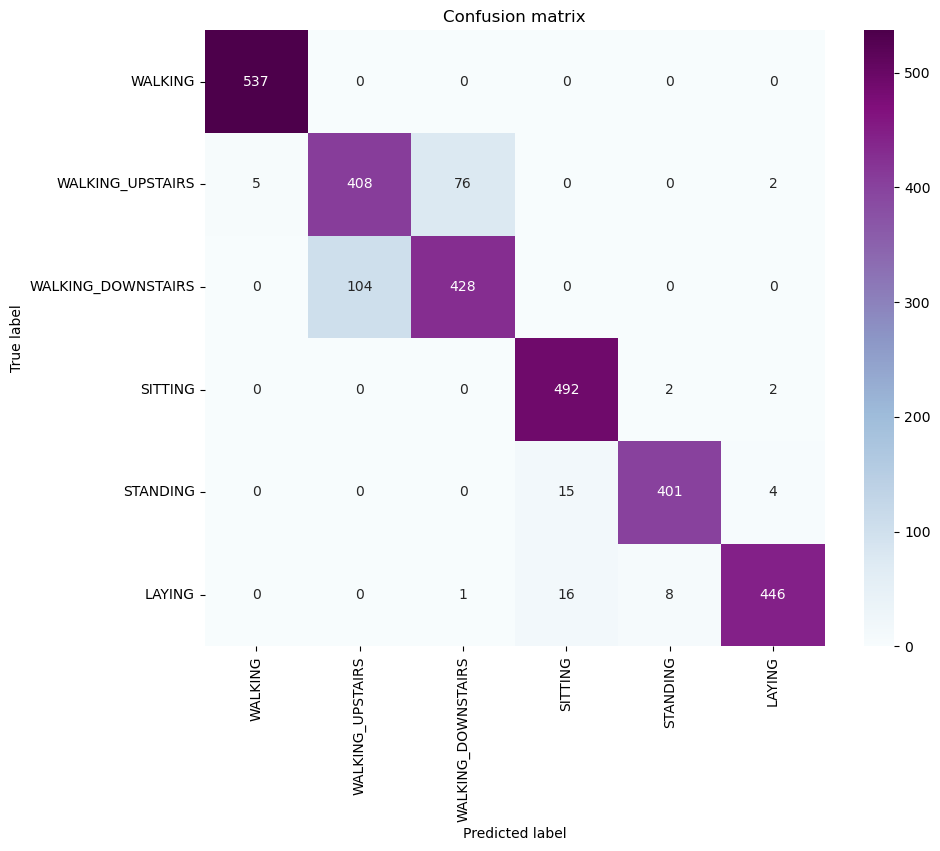 Confusion matrix
WALKING 537 0 0 0 0 0
WALKING_UPSTAIRS 5 408 76 0 0 2
WALKING_DOWNSTAIRS 0 104 428 0 0 0
SITTING 0 0 0 492 2 2
STANDING 0 0 0 15 401 4
LAYING 0 0 1 16 8 446
True label
WALKING
WALKING_UPSTAIRS
WALKING_DOWNSTAIRS
SITTING
STANDING
LAYING
Predicted label
500
400
300
200
100
0